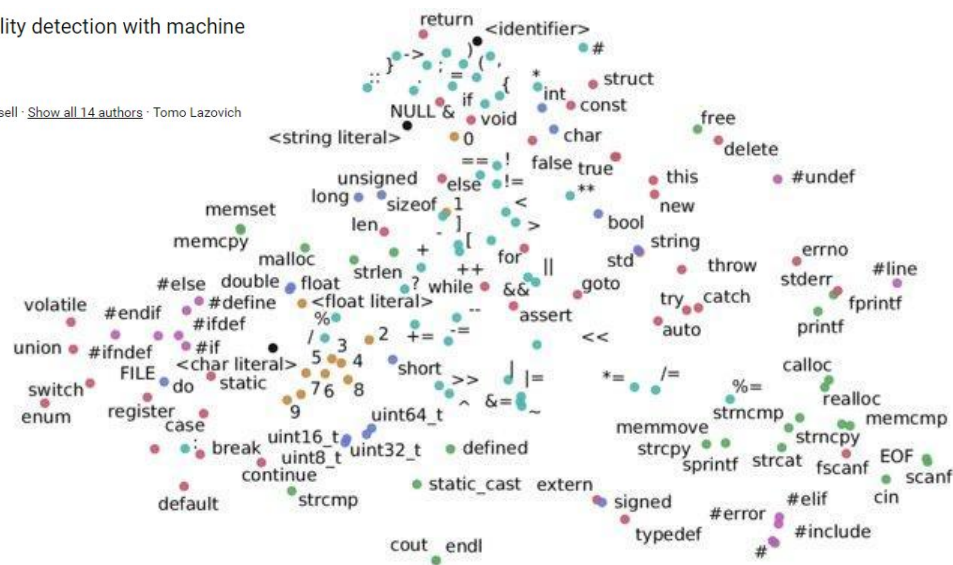 lity detection with machine
sell · Show all 14 authors · Tomo Lazovich
return
<identifier>
#
} -> ; ) ( ,
:: . = {
* int struct
NULL & if void const
<string literal> 0 char
free
delete
== ! false true
unsigned else != this #undef
long sizeof 1 < ** new
memset len ] > bool
memcpy - [ string
malloc + for std
strlen ++ || throw errno
#else double float ? while && goto stderr #line
volatile #define <float literal> try catch fprintf
#endif #ifdef % -- assert auto printf
union #ifndef #if / += -= <<
<char literal> 5 3 2 4
FILE do static short | *= /= calloc
switch 7 6 8 >> |= %= realloc
enum register 9 ^ &= ~ strncmp memcmp
case uint64_t memmove strncpy
: break uint16_t uint32_t defined strcpy
uint8_t sprintf strcat fscanf EOF
continue scanf
default strcmp static_cast extern signed cin
typedef #error #elif
#include
cout endl #